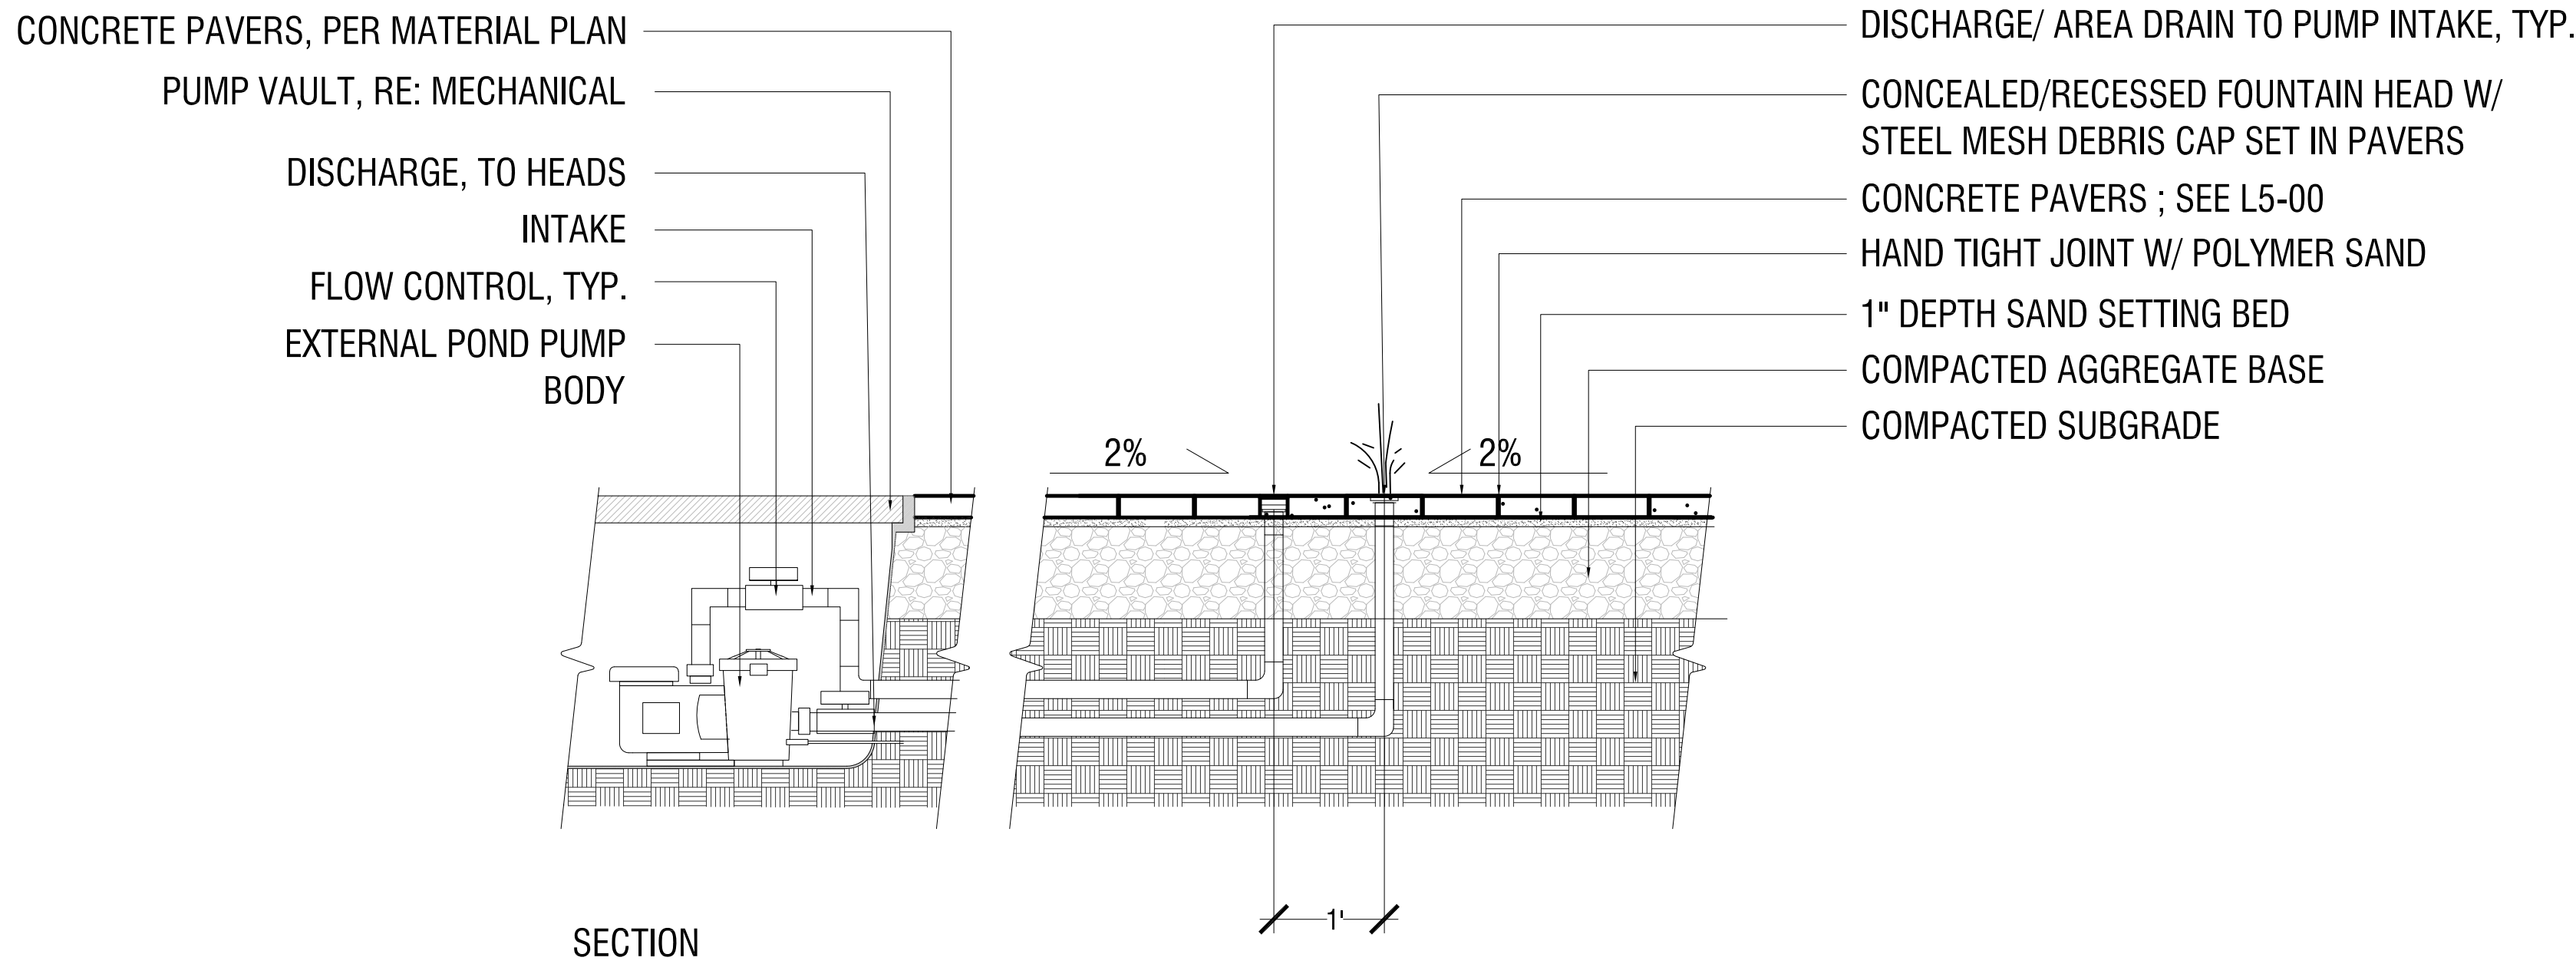 CONCRETE PAVERS, PER MATERIAL PLAN
PUMP VAULT, RE: MECHANICAL
DISCHARGE, TO HEADS
INTAKE
FLOW CONTROL, TYP.
EXTERNAL POND PUMP
BODY
DISCHARGE/ AREA DRAIN TO PUMP INTAKE, TYP.
CONCEALED/RECESSED FOUNTAIN HEAD W/
STEEL MESH DEBRIS CAP SET IN PAVERS
CONCRETE PAVERS ; SEE L5-00
HAND TIGHT JOINT W/ POLYMER SAND
1" DEPTH SAND SETTING BED
COMPACTED AGGREGATE BASE
COMPACTED SUBGRADE
2%
2%
1'
SECTION